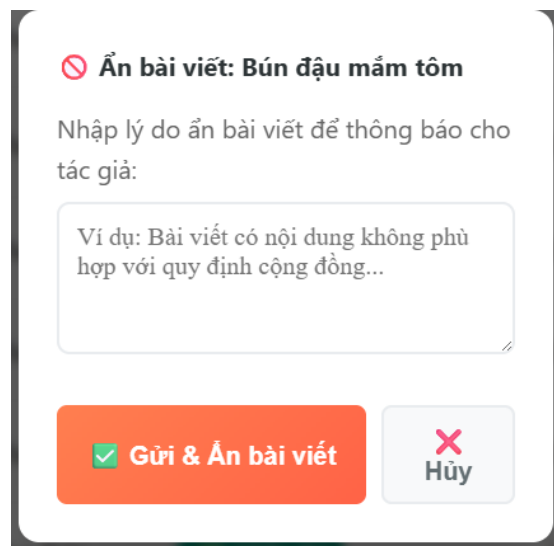 Ẩn bài viết: Bún đậu mắm tôm
Nhập lý do ẩn bài viết để thông báo cho
tác giả:
Ví dụ: Bài viết có nội dung không phù
hợp với quy định cộng đồng...
Gửi & Ẩn bài viết
Hủy